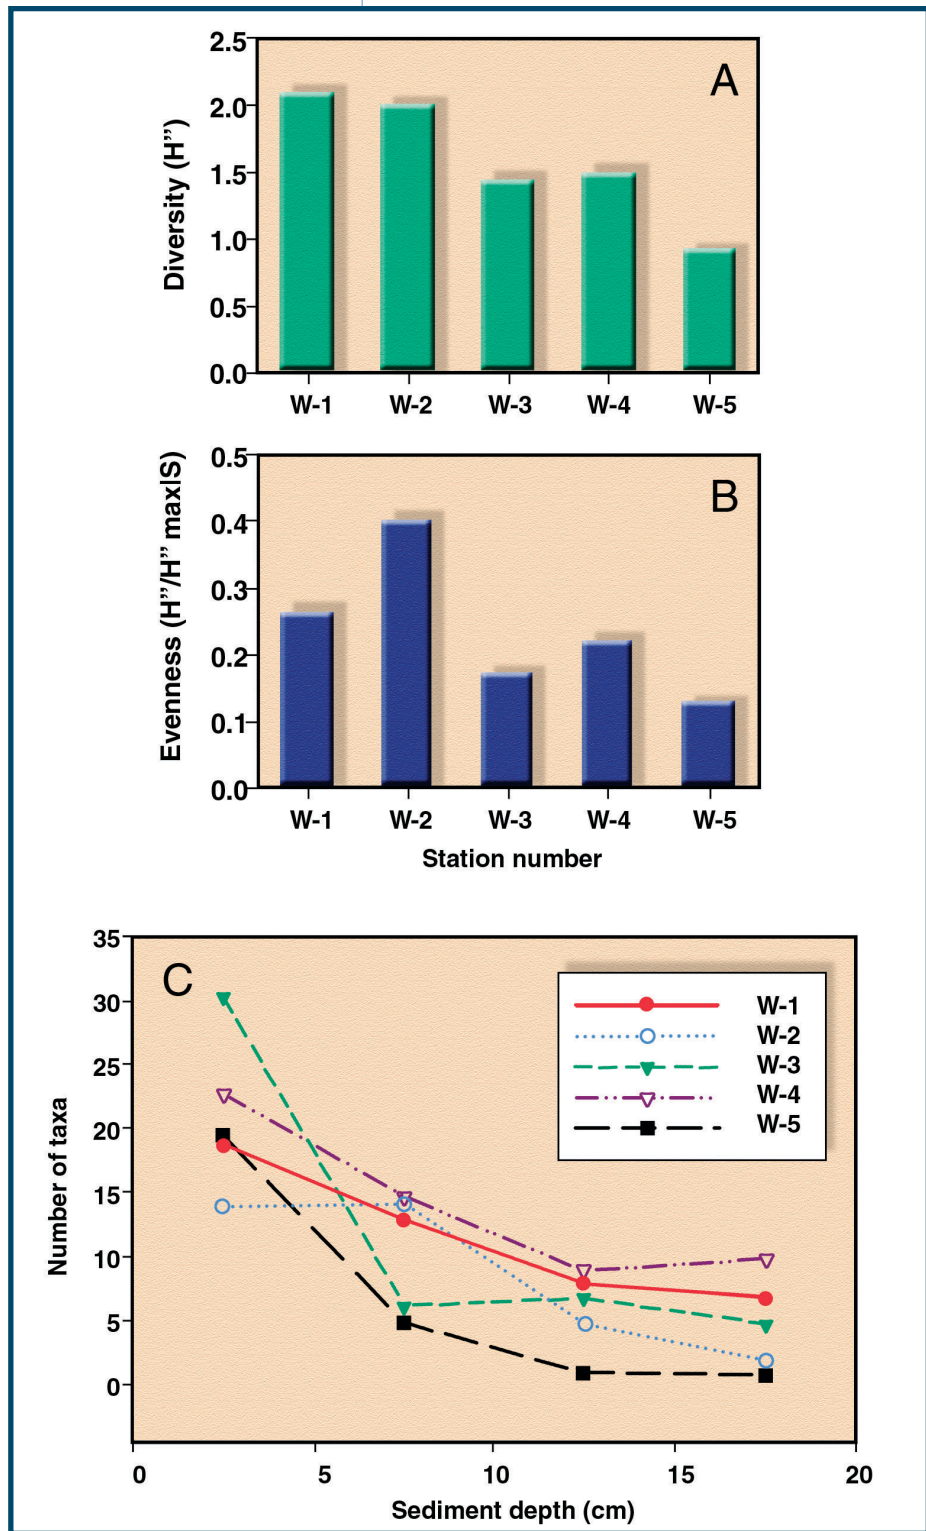 A
Diversity (H”)
2.5
2.0
1.5
1.0
0.5
0.0
W-1 W-2 W-3 W-4 W-5
B
Evenness (H”/H” max|S)
0.5
0.4
0.3
0.2
0.1
0.0
W-1 W-2 W-3 W-4 W-5
Station number
C
Number of taxa
35
30
25
20
15
10
5
0
W-1
W-2
W-3
W-4
W-5
0 5 10 15 20
Sediment depth (cm)